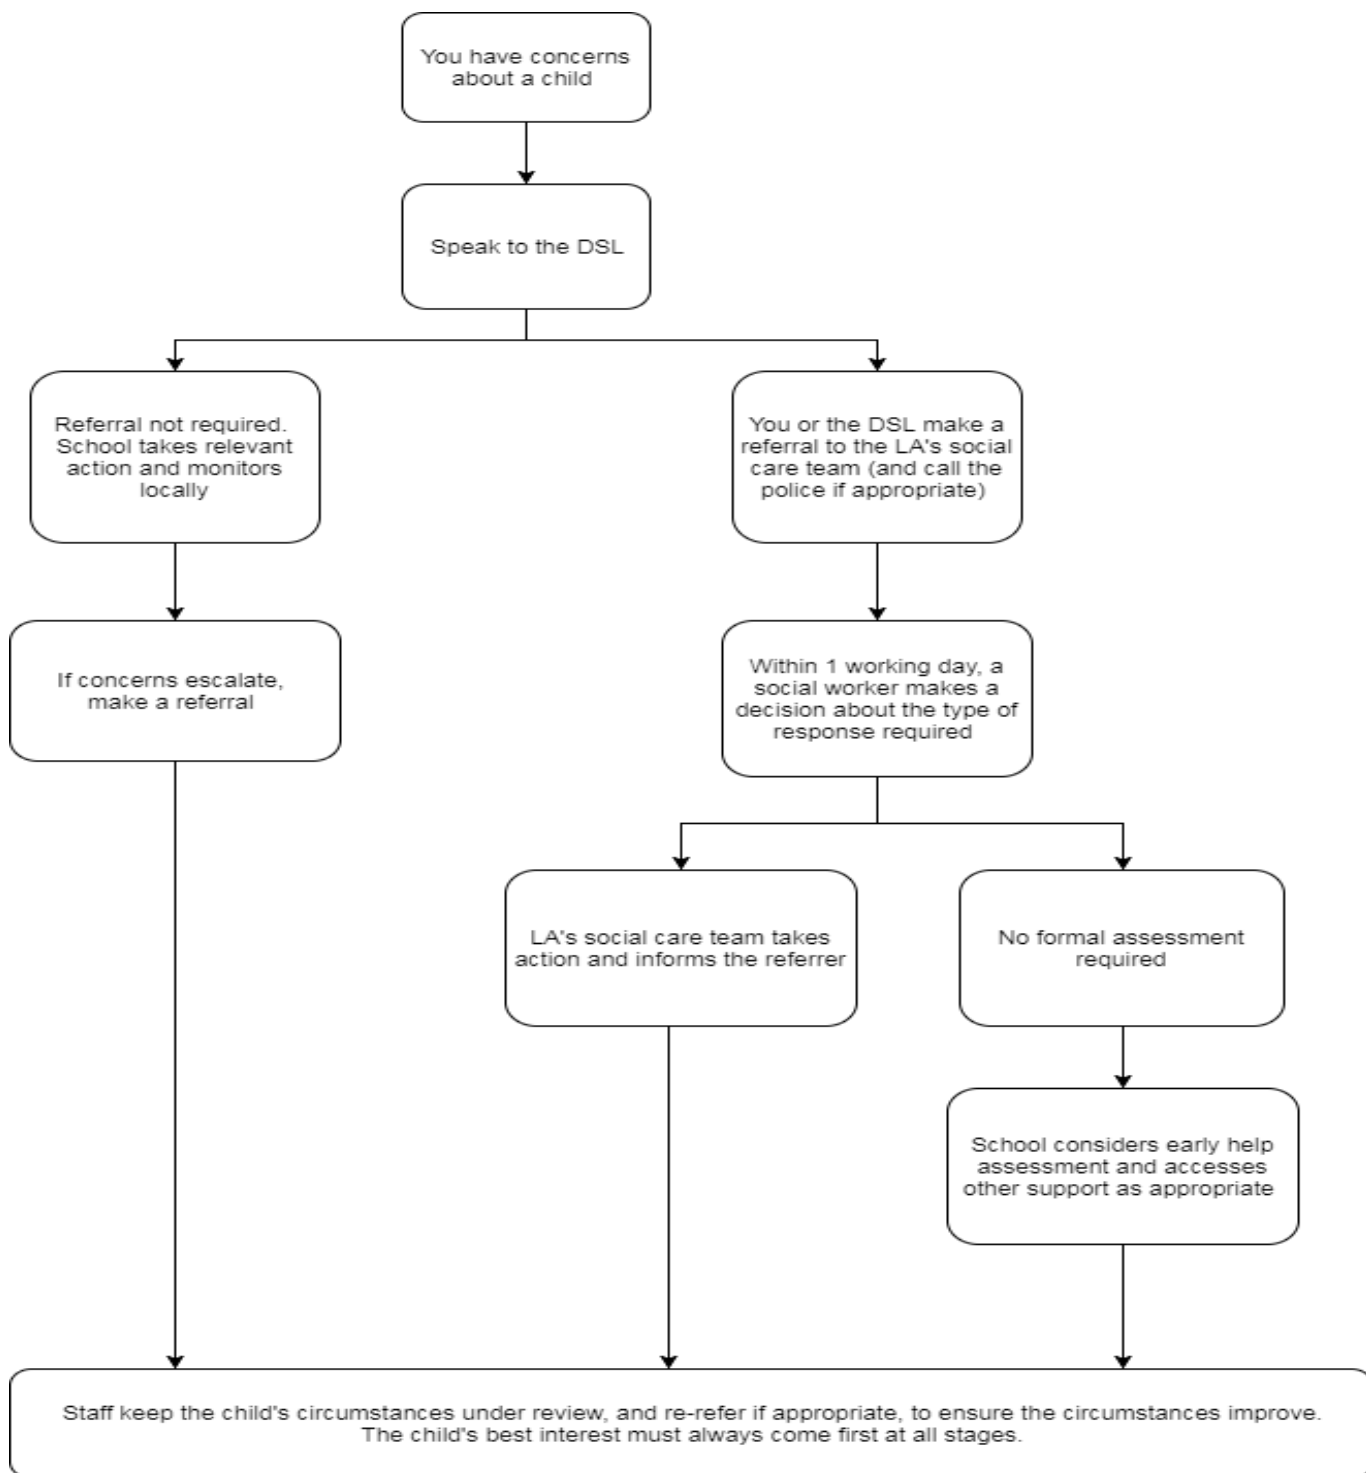 You have concerns
about a child
Speak to the DSL
Referral not required.
School takes relevant
action and monitors
locally
You or the DSL make a
referral to the LA's social
care team (and call the
police if appropriate)
If concerns escalate,
make a referral
Within 1 working day, a
social worker makes a
decision about the type of
response required
LA's social care team takes
action and informs the referrer
No formal assessment
required
School considers early help
assessment and accesses
other support as appropriate
Staff keep the child's circumstances under review, and re-refer if appropriate, to ensure the circumstances improve.
The child's best interest must always come first at all stages.